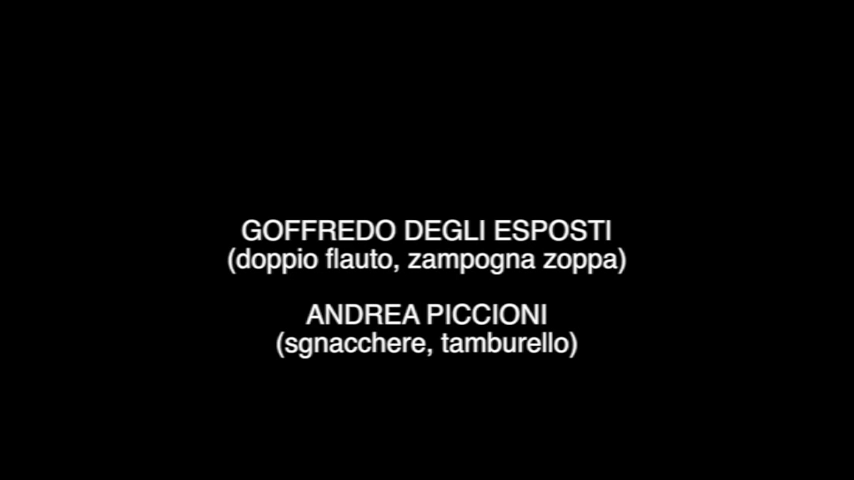 GOFFREDO DEGLI ESPOSTI
(doppio flauto, zampogna zoppa)
ANDREA PICCIONI
(sgnacchere, tamburello)